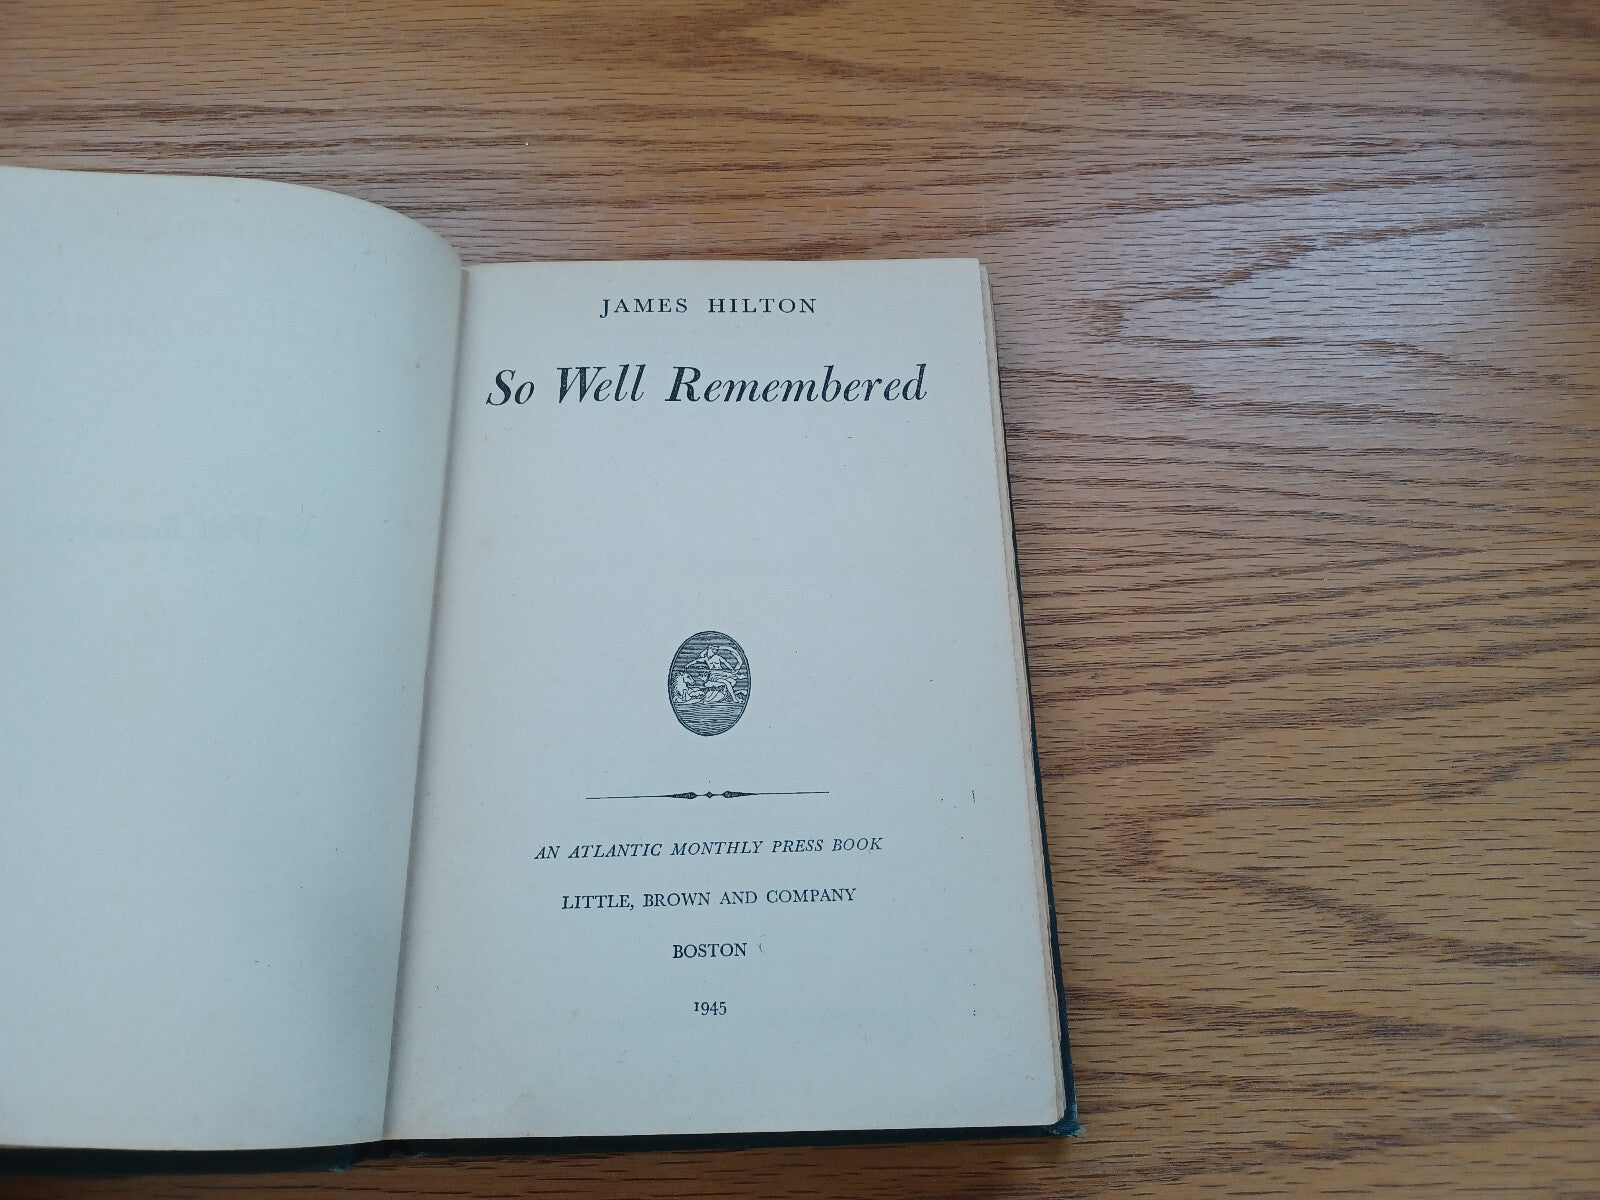 JAMES HILTON
So Well Remembered
AN ATLANTIC MONTHLY PRESS BOOK
LITTLE, BROWN AND COMPANY
BOSTON
1945